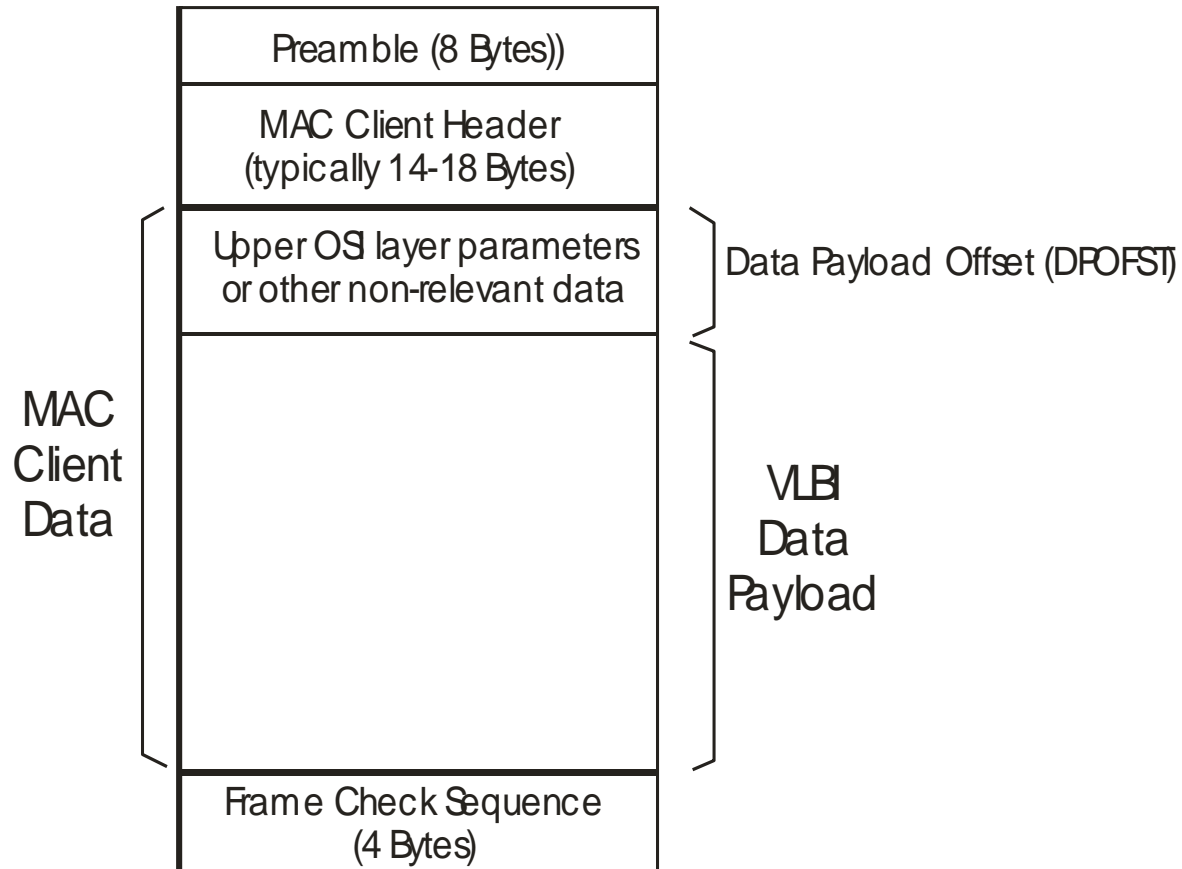 Preamble (8 Bytes))
MAC Client Header
(typically 14-18 Bytes)
Upper OSI layer parameters
or other non-relevant data
Data Payload Offset (DPOFST)
MAC
Client
Data
VLBI
Data
Payload
Frame Check Sequence
(4 Bytes)